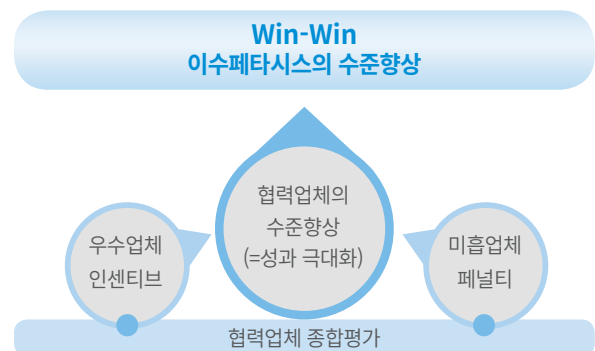 Win-Win
이수페타시스의 수준향상
협력업체의
수준향상
(=성과 극대화)
우수업체
인센티브
미흡업체
페널티
협력업체 종합평가